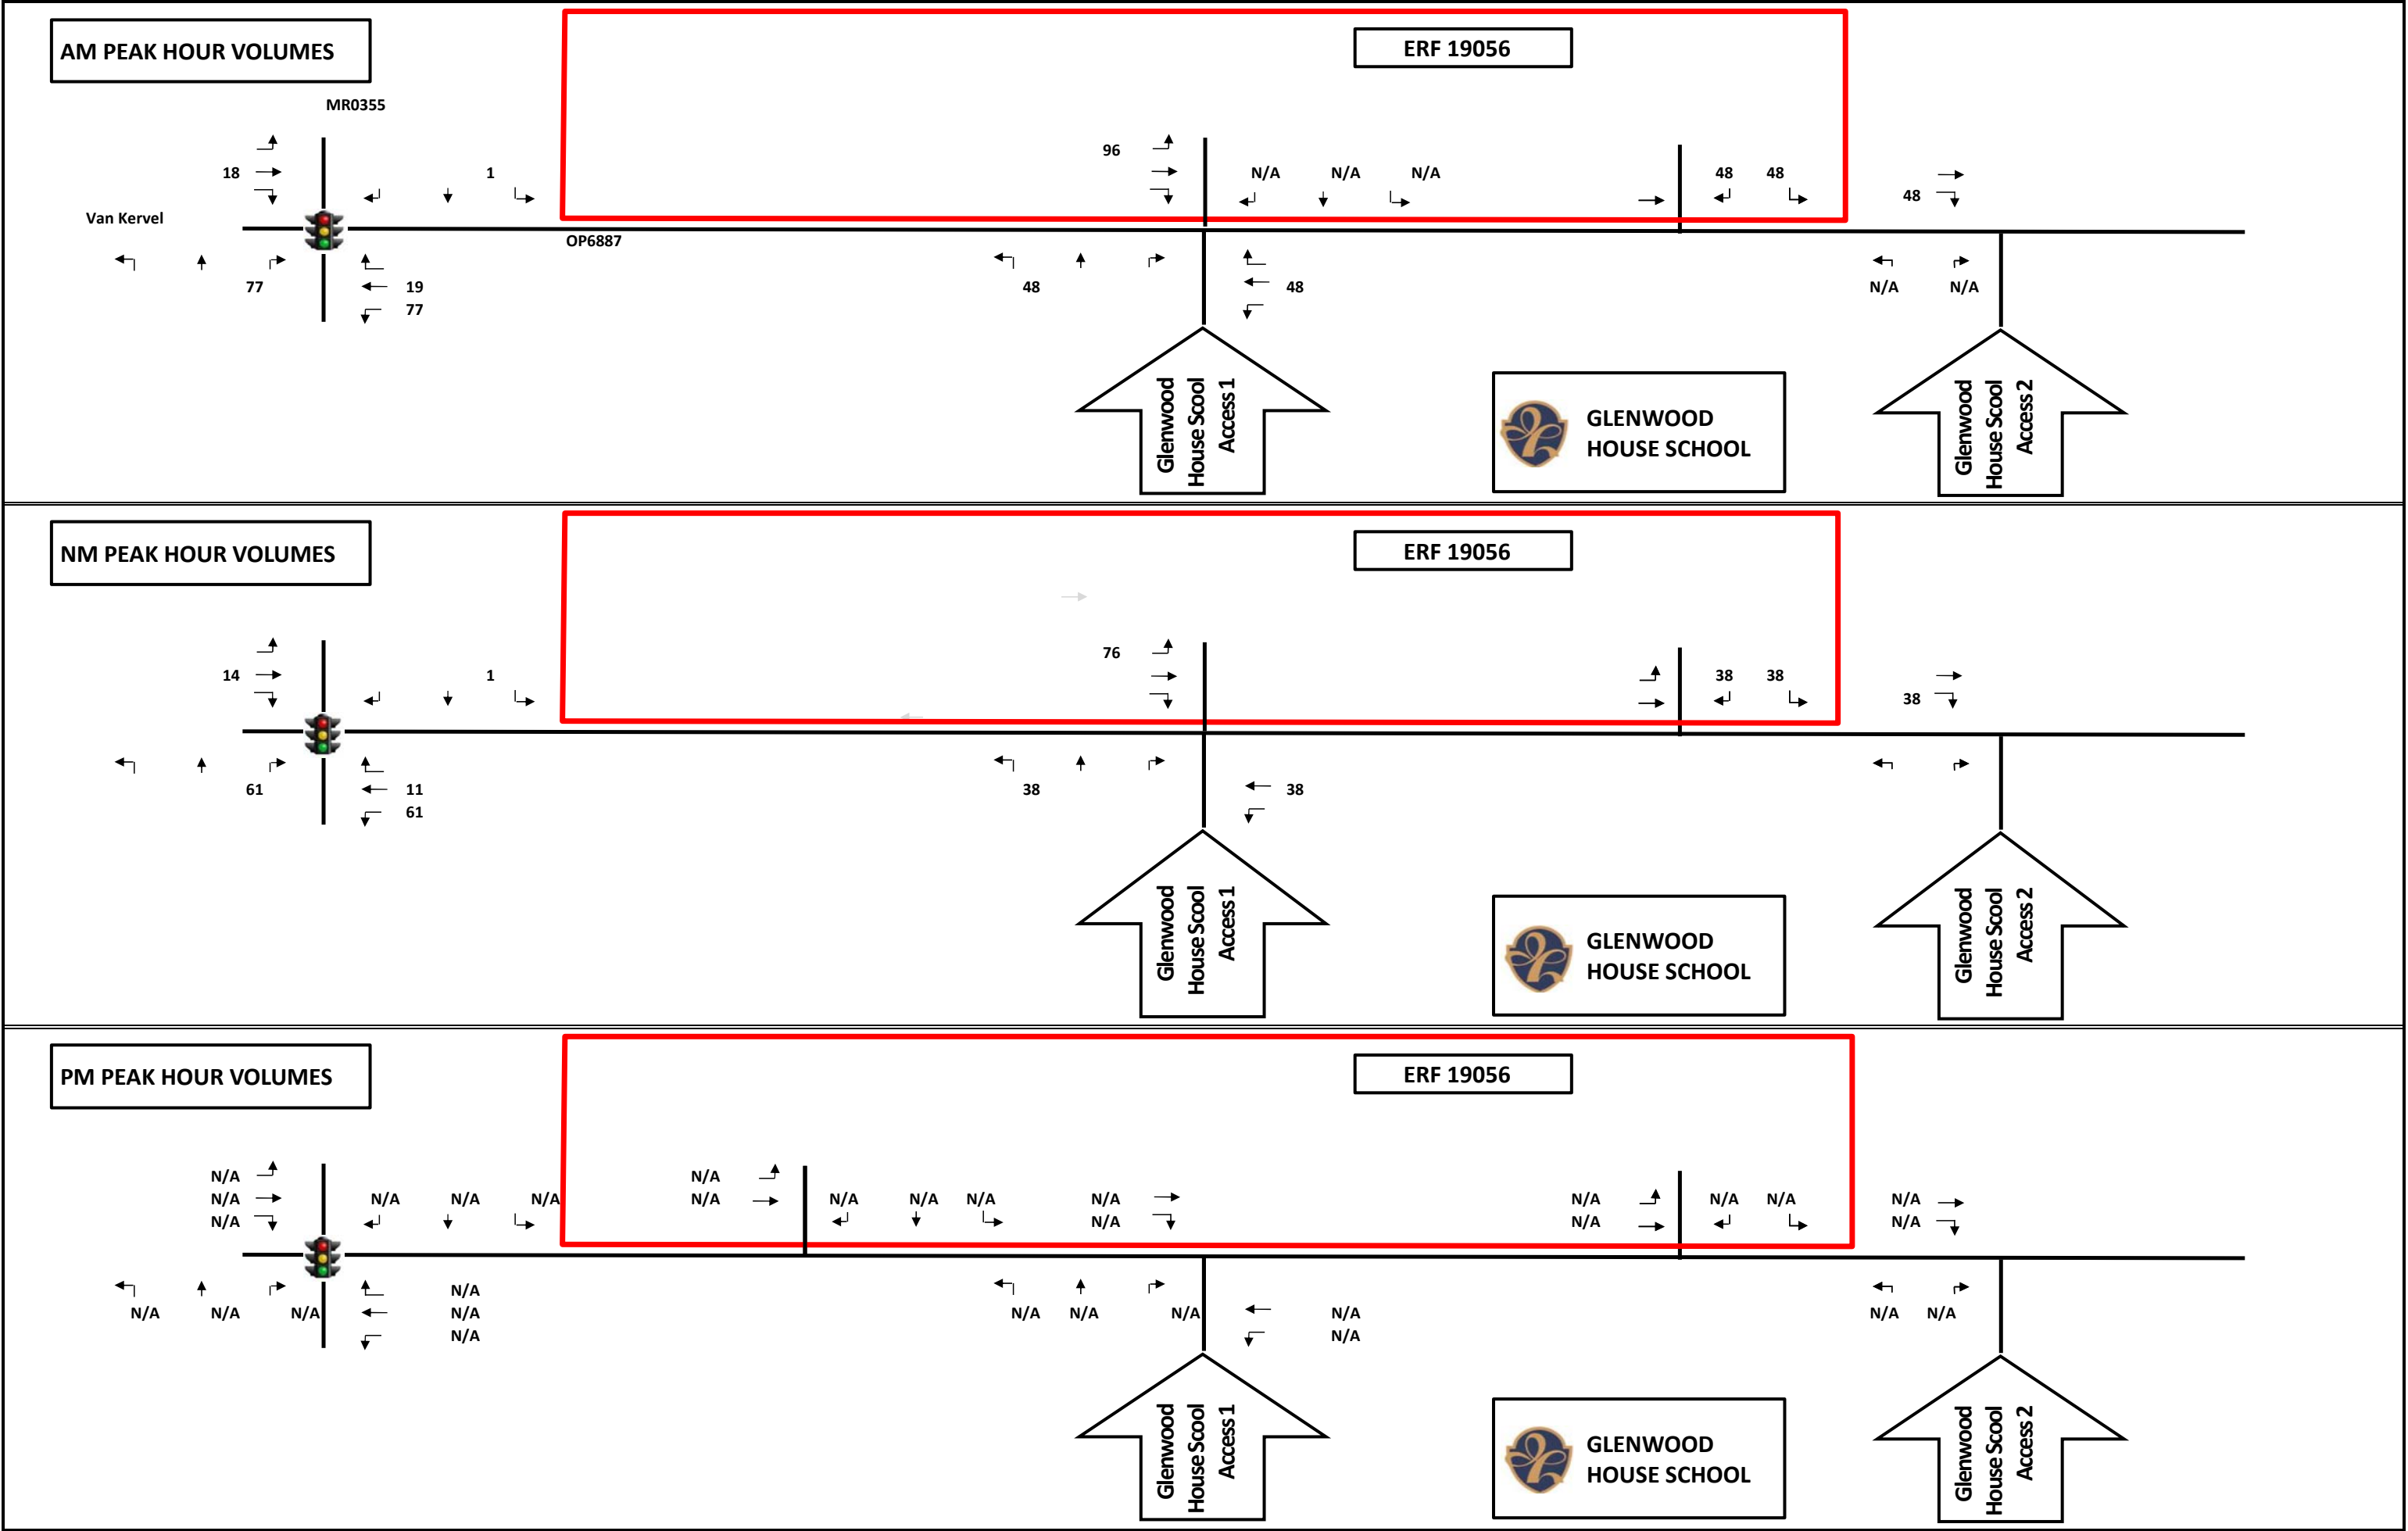 AM PEAK HOUR VOLUMES
ERF 19056
MR0355
96
18
1
N/A N/A N/A
48 48
48
Van Kervel
OP6887
77
19
48
48
N/A N/A
77
Glenwood
House Scool
Access 1
GLENWOOD
HOUSE SCHOOL
Glenwood
House Scool
Access 2
NM PEAK HOUR VOLUMES
ERF 19056
76
14
1
38 38
38
61
11
38
38
61
Glenwood
House Scool
Access 1
GLENWOOD
HOUSE SCHOOL
Glenwood
House Scool
Access 2
PM PEAK HOUR VOLUMES
ERF 19056
N/A N/A
N/A N/A N/A N/A N/A N/A N/A N/A N/A N/A N/A N/A N/A
N/A N/A N/A N/A
N/A
N/A N/A N/A N/A N/A N/A N/A N/A N/A N/A
N/A N/A
Glenwood
House Scool
Access 1
GLENWOOD
HOUSE SCHOOL
Glenwood
House Scool
Access 2